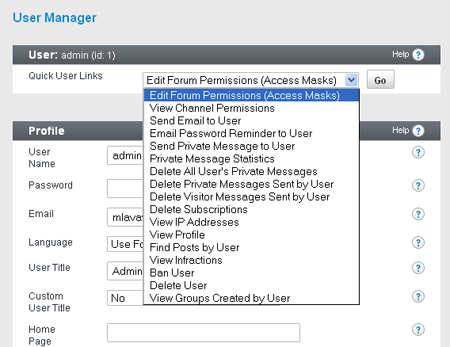 User Manager
User: admin (id: 1) Help ?
Quick User Links Edit Forum Permissions (Access Masks) Go
Edit Forum Permissions (Access Masks)
View Channel Permissions
Send Email to User
Email Password Reminder to User
Send Private Message to User
Private Message Statistics
Delete All User's Private Messages
Delete Private Messages Sent by User
Delete Visitor Messages Sent by User
Delete Subscriptions
View IP Addresses
View Profile
Find Posts by User
View Infractions
Ban User
Delete User
View Groups Created by User
Profile Help ?
User
Name admin ?
Password ?
Email mlava ?
Language Use Fo ?
User Title Admin ?
Custom
User Title No ?
Home
Page ?